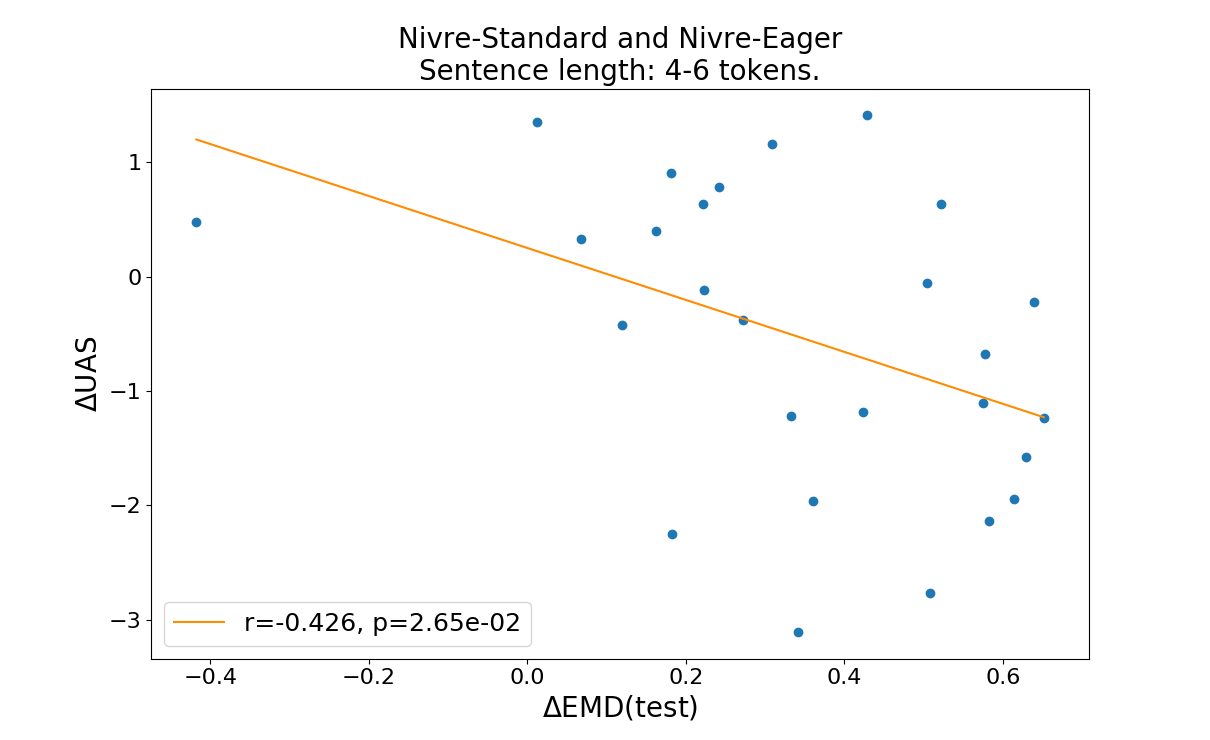 Nivre-Standard and Nivre-Eager
Sentence length: 4-6 tokens.
ΔUAS
1
0
−1
−2
−3
r=-0.426, p=2.65e-02
−0.4
−0.2
0.0
0.2
0.4
0.6
ΔEMD(test)